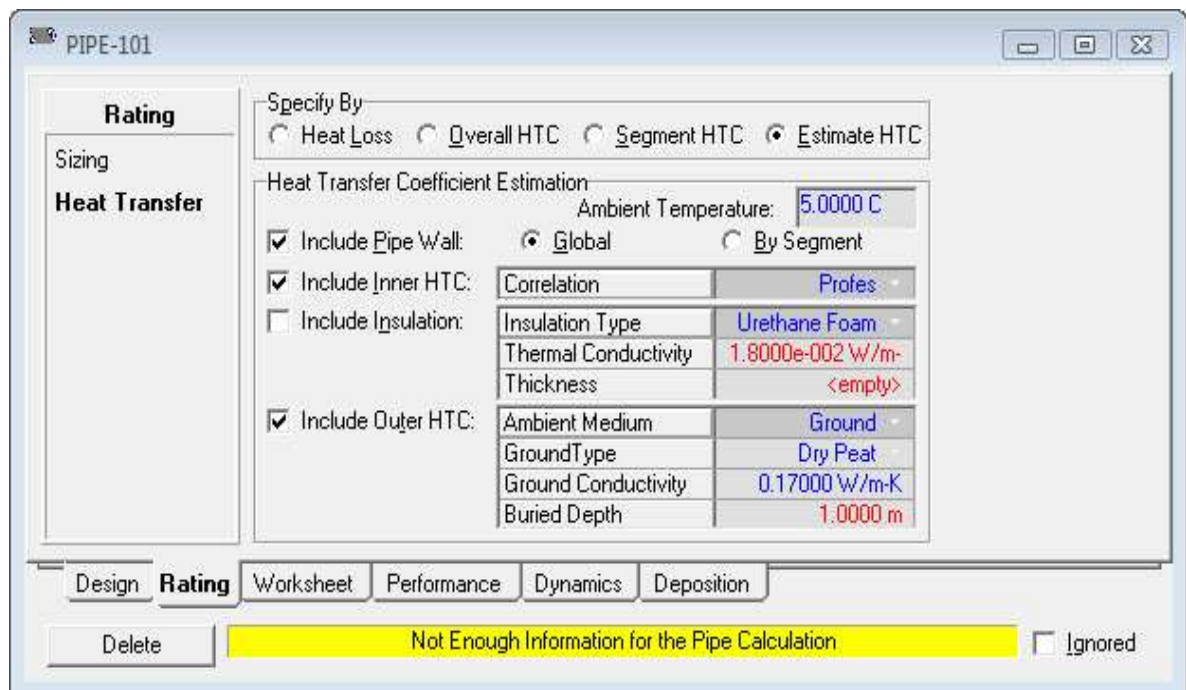 PIPE-101
Rating
Sizing
Heat Transfer
Specify By
Heat Loss Overall HTC Segment HTC Estimate HTC
Heat Transfer Coefficient Estimation
Ambient Temperature: 5.0000 C
Include Pipe Wall: Global By Segment
Include Inner HTC: Correlation Profes
Include Insulation: Insulation Type Urethane Foam
Thermal Conductivity 1.8000e-002 W/m-
Thickness <empty>
Include Outer HTC: Ambient Medium Ground
GroundType Dry Peat
Ground Conductivity 0.17000 W/m-K
Buried Depth 1.0000 m
Design Rating Worksheet Performance Dynamics Deposition
Delete Not Enough Information for the Pipe Calculation Ignored